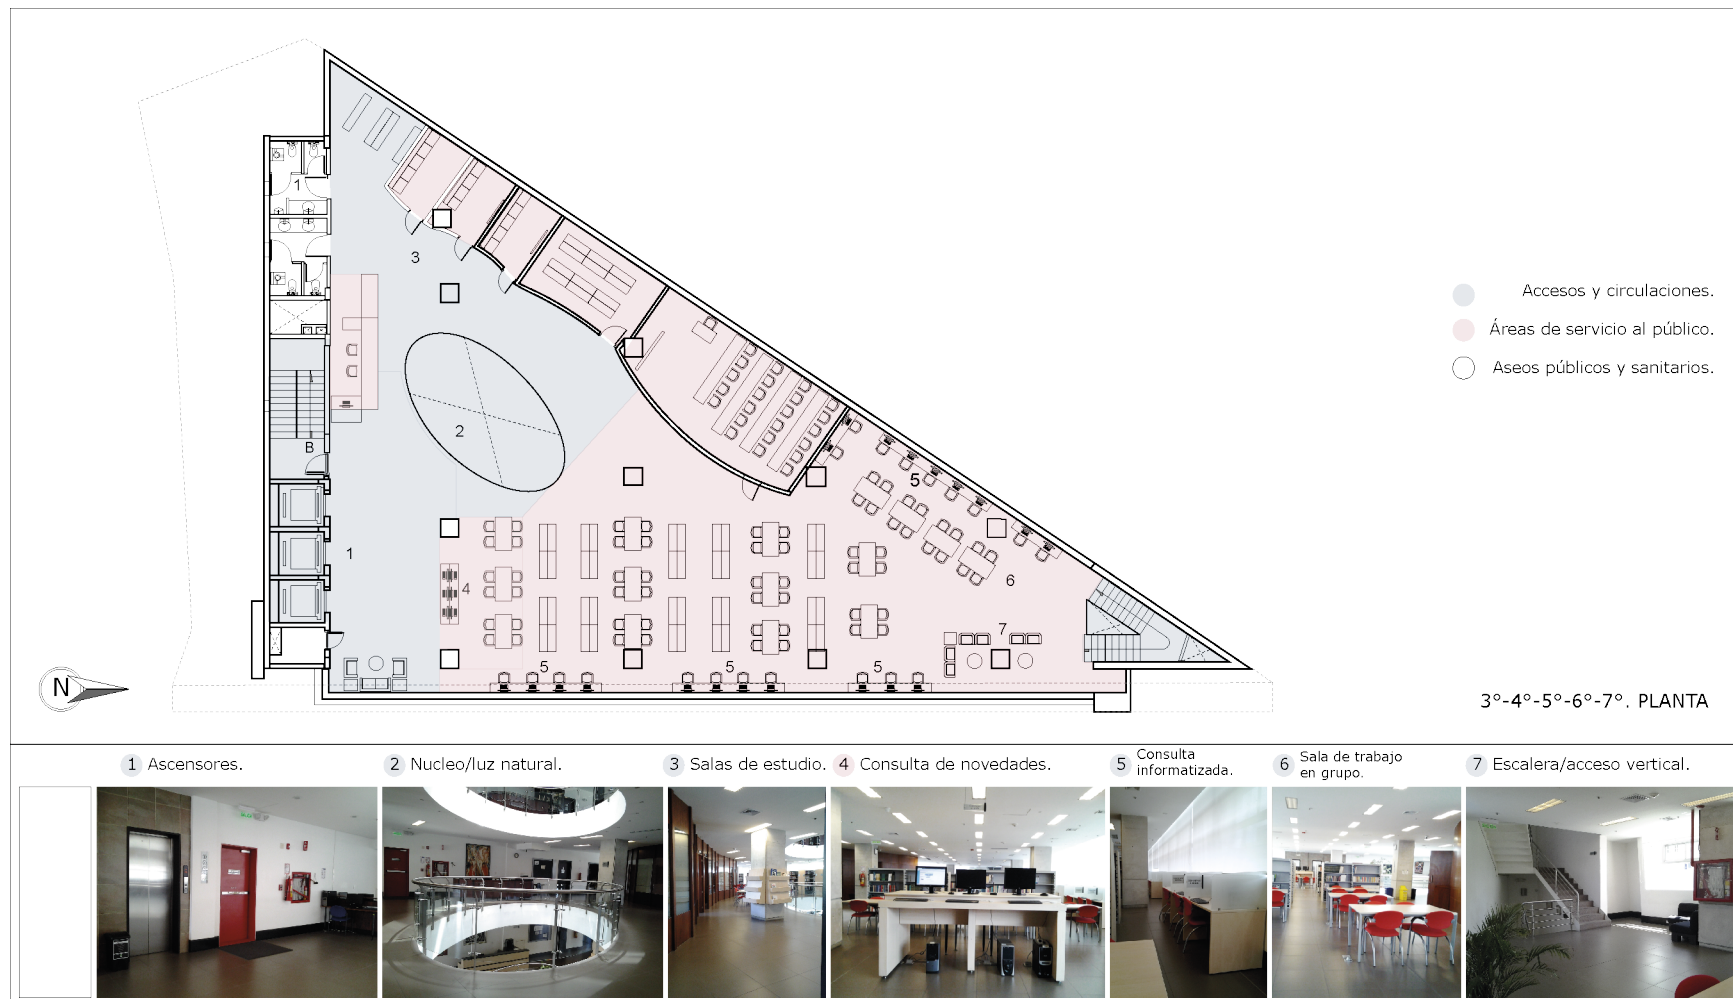 1
3
2
B
1
4
5
6
7
5
5
5
N
Accesos y circulaciones.
Áreas de servicio al público.
Aseos públicos y sanitarios.
3°-4°-5°-6°-7°. PLANTA
1 Ascensores.
2 Nucleo/luz natural.
3 Salas de estudio.
4 Consulta de novedades.
5 Consulta
informatizada.
6 Sala de trabajo
en grupo.
7 Escalera/acceso vertical.